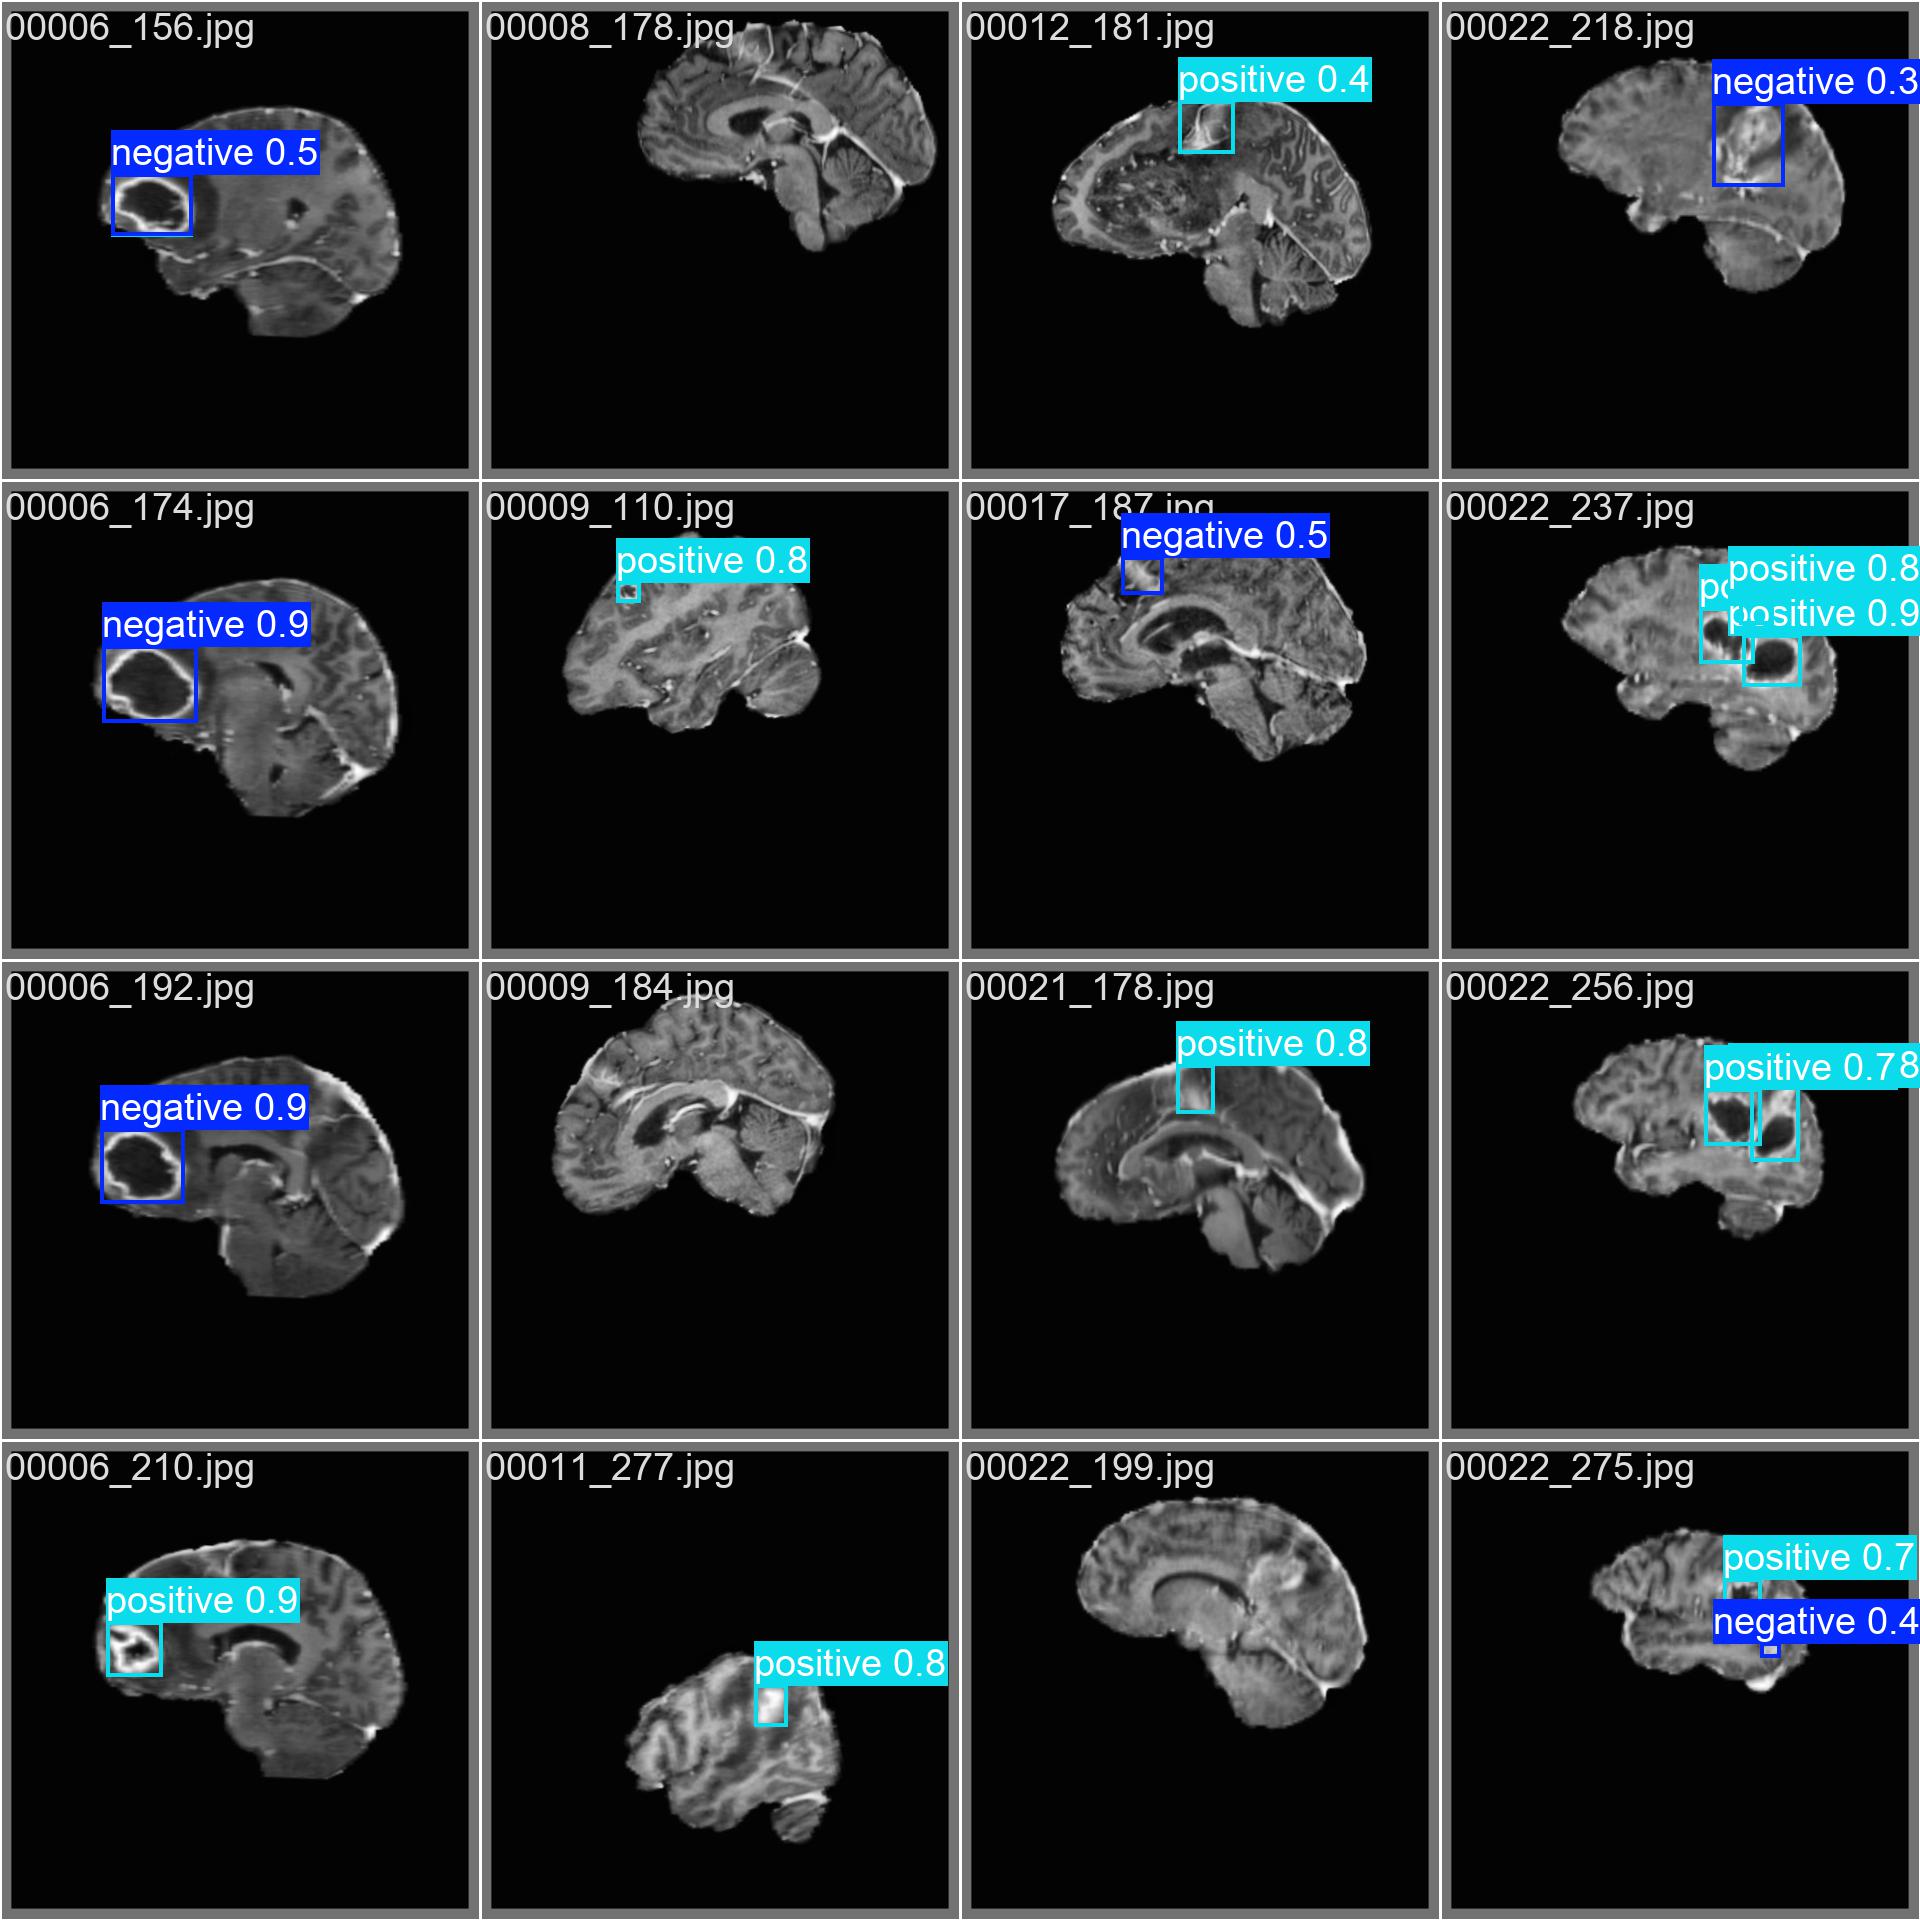 00006_156.jpg
negative 0.5
00008_178.jpg
00012_181.jpg
positive 0.4
00022_218.jpg
negative 0.3
00006_174.jpg
negative 0.9
00009_110.jpg
positive 0.8
00017_187.jpg
negative 0.5
00022_237.jpg
positive 0.8
positive 0.9
00006_192.jpg
negative 0.9
00009_184.jpg
00021_178.jpg
positive 0.8
00022_256.jpg
positive 0.78
00006_210.jpg
positive 0.9
00011_277.jpg
positive 0.8
00022_199.jpg
00022_275.jpg
positive 0.7
negative 0.4